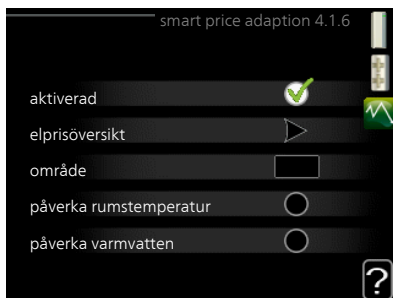 smart price adaption 4.1.6
aktiverad
elprisöversikt
område
påverka rumstemperatur
påverka varmvatten
?